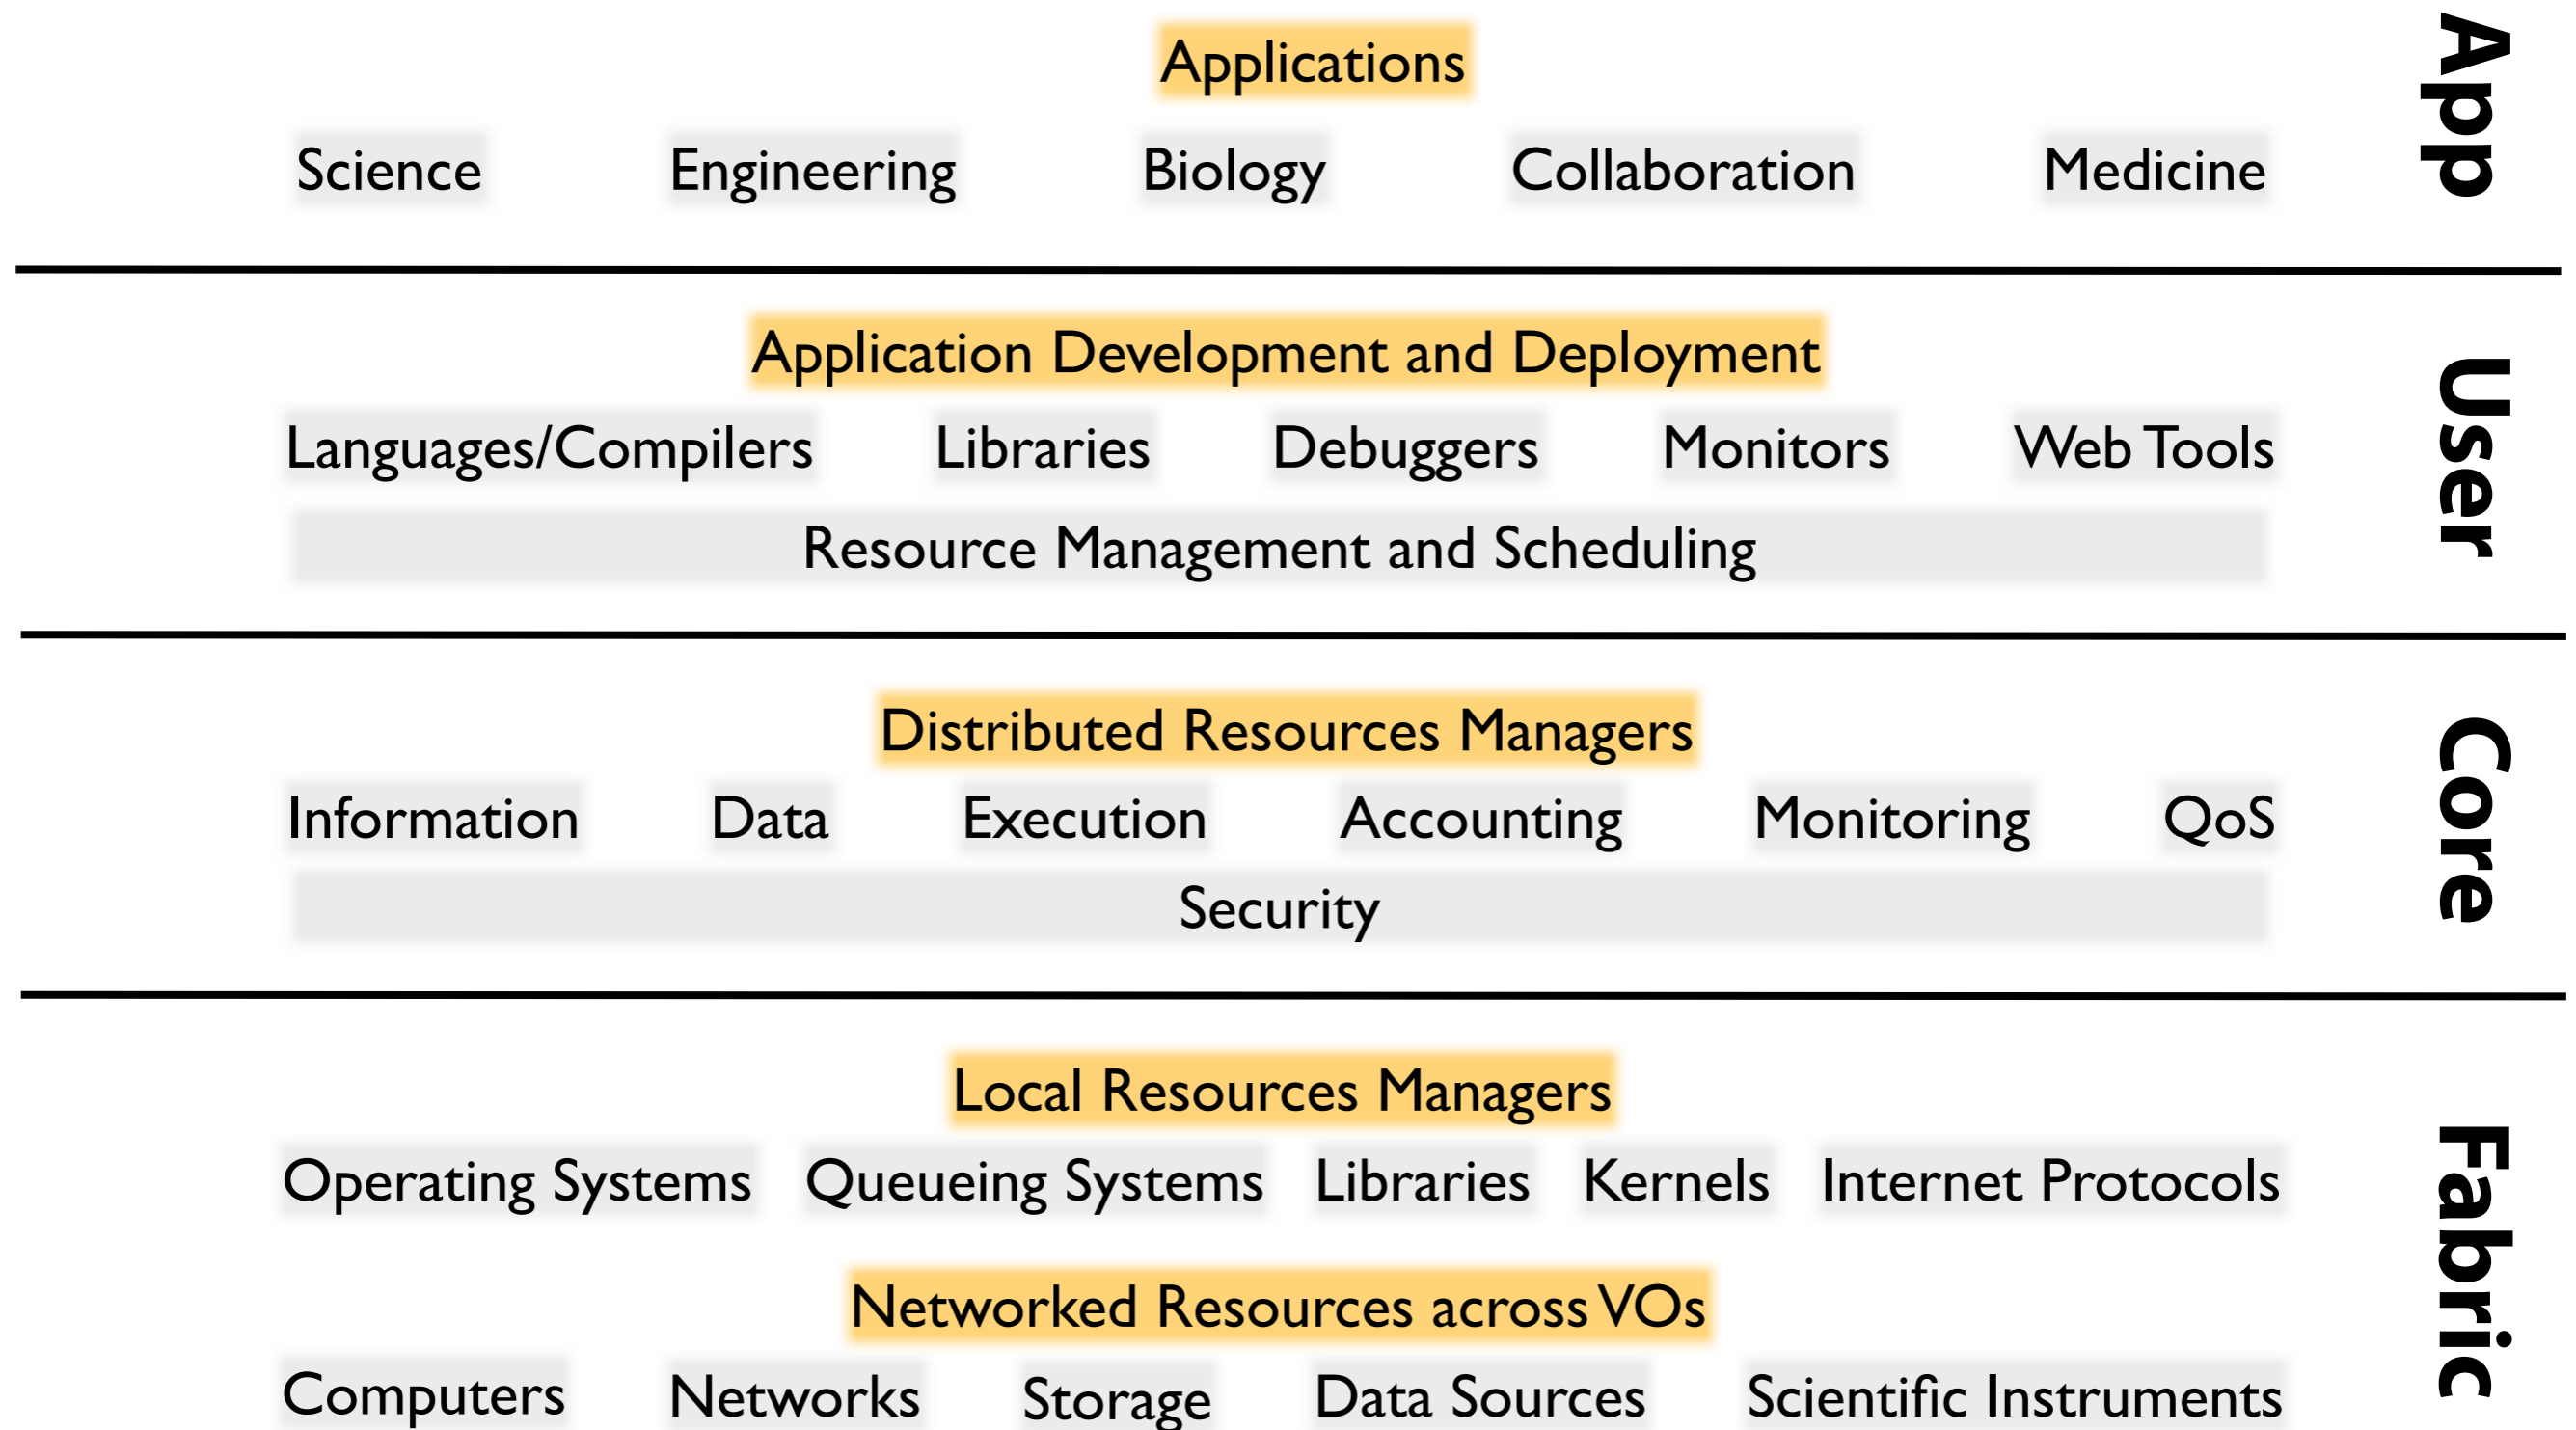 Applications
Science Engineering Biology Collaboration Medicine
App
Application Development and Deployment
Languages/Compilers Libraries Debuggers Monitors Web Tools
Resource Management and Scheduling
User
Distributed Resources Managers
Information Data Execution Accounting Monitoring QoS
Security
Core
Local Resources Managers
Operating Systems Queueing Systems Libraries Kernels Internet Protocols
Networked Resources across VOs
Computers Networks Storage Data Sources Scientific Instruments
Fabric